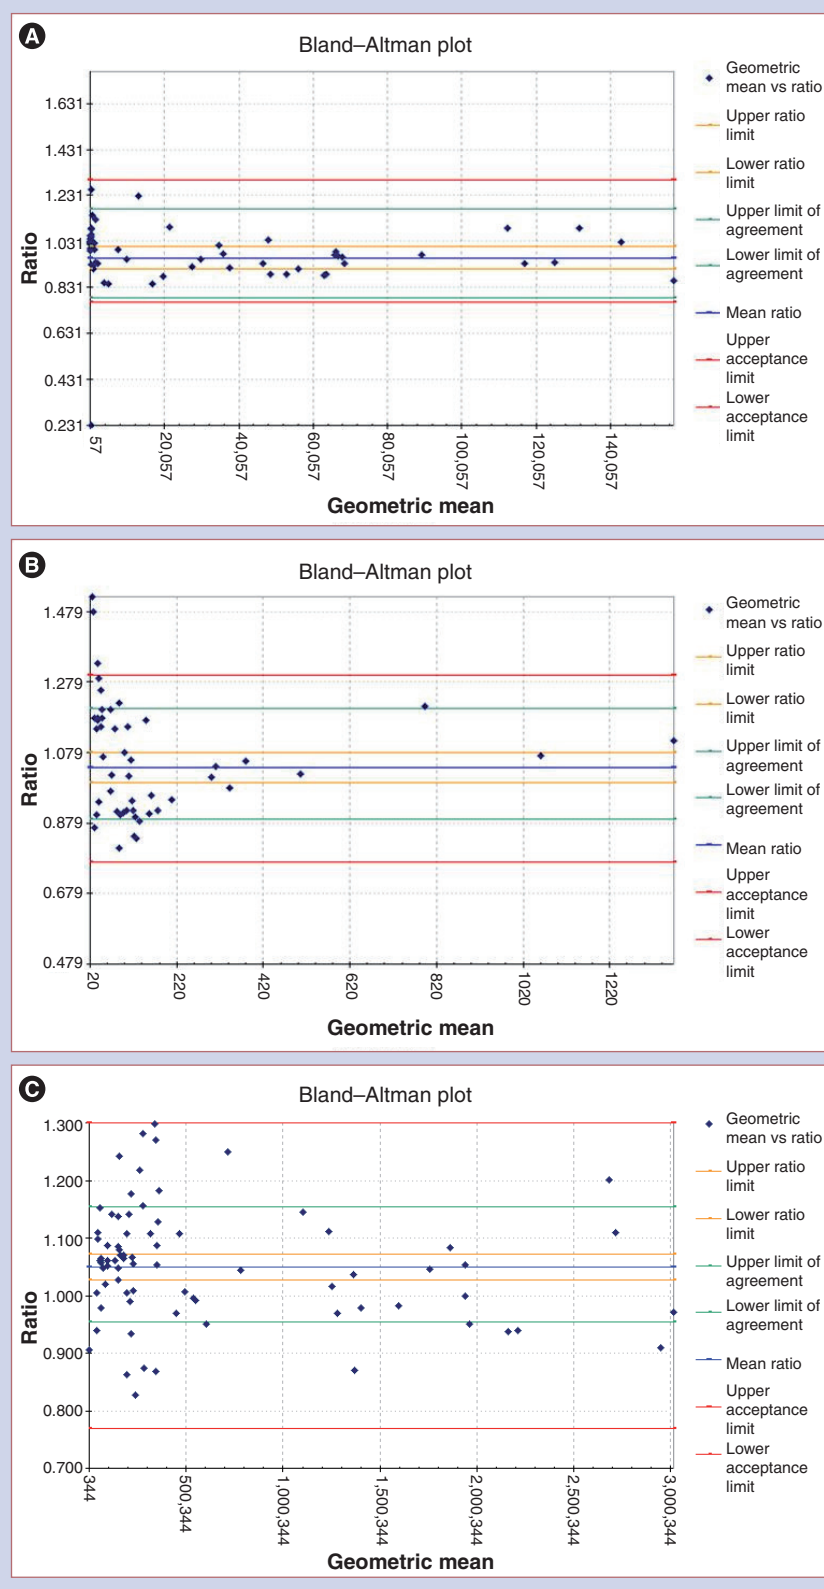 A
Bland–Altman plot
Ratio
1.631
1.431
1.231
1.031
0.831
0.631
0.431
0.231
57
20,057
40,057
60,057
80,057
100,057
120,057
140,057
Geometric mean
Geometric
mean vs ratio
Upper ratio
limit
Lower ratio
limit
Upper limit of
agreement
Lower limit of
agreement
Mean ratio
Upper
acceptance
limit
Lower
acceptance
limit
B
Bland–Altman plot
Ratio
1.479
1.279
1.079
0.879
0.679
0.479
20
220
420
620
820
1020
1220
Geometric mean
Geometric
mean vs ratio
Upper ratio
limit
Lower ratio
limit
Upper limit of
agreement
Lower limit of
agreement
Mean ratio
Upper
acceptance
limit
Lower
acceptance
limit
C
Bland–Altman plot
Ratio
1.300
1.200
1.100
1.000
0.900
0.800
0.700
344
500,344
1,000,344
1,500,344
2,000,344
2,500,344
3,000,344
Geometric mean
Geometric
mean vs ratio
Upper ratio
limit
Lower ratio
limit
Upper limit of
agreement
Lower limit of
agreement
Mean ratio
Upper
acceptance
limit
Lower
acceptance
limit